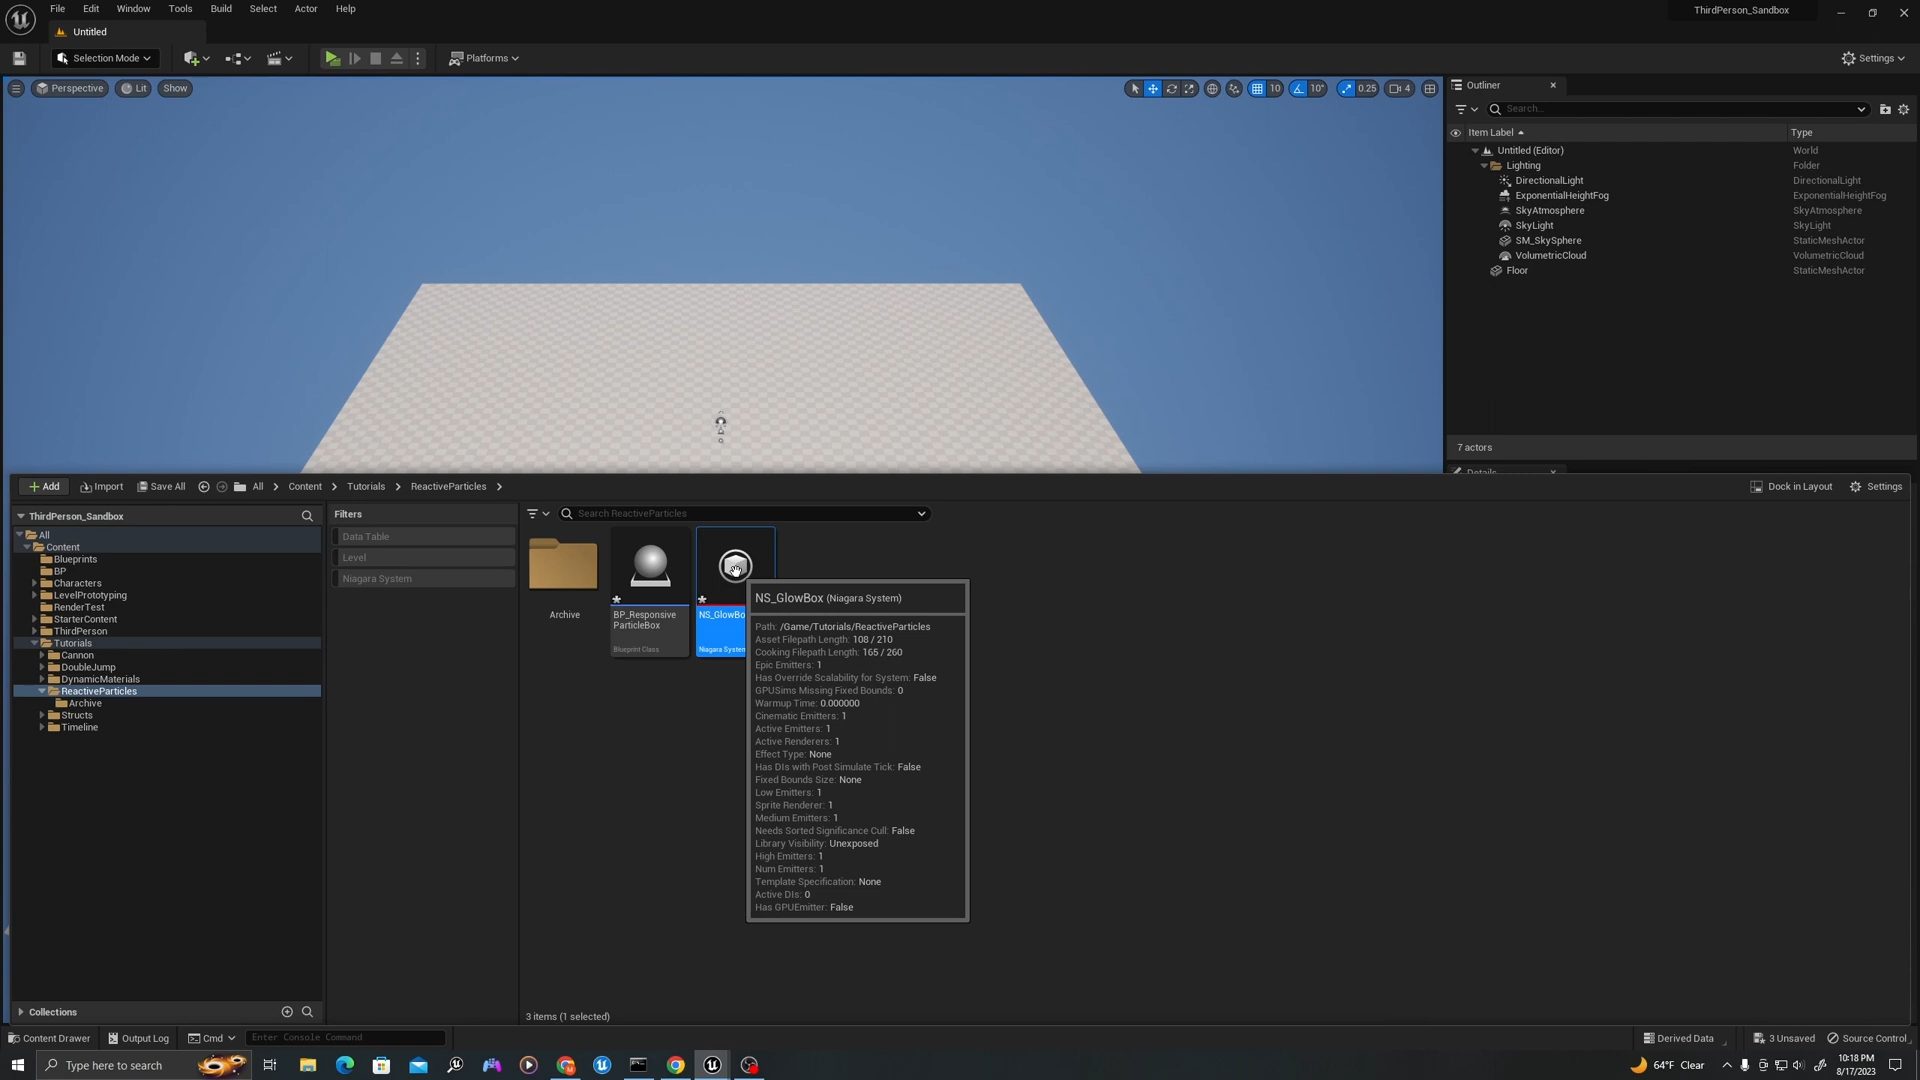 File Edit Window Tools Build Select Actor Help
ThirdPerson_Sandbox
Untitled
Selection Mode
Platforms
Settings
Perspective Lit Show
10 10° 0.25 4
Outliner
Search...
Item Label Type
Untitled (Editor) World
Lighting Folder
DirectionalLight DirectionalLight
ExponentialHeightFog ExponentialHeightFog
SkyAtmosphere SkyAtmosphere
SkyLight SkyLight
SM_SkySphere StaticMeshActor
VolumetricCloud VolumetricCloud
Floor StaticMeshActor
7 actors
Details
Add Import Save All All Content Tutorials ReactiveParticles Dock in Layout Settings
ThirdPerson_Sandbox
All
Content
Blueprints
BP
Characters
LevelPrototyping
RenderTest
StarterContent
ThirdPerson
Tutorials
Cannon
DoubleJump
DynamicMaterials
ReactiveParticles
Archive
Structs
Timeline
Collections
Filters
Data Table
Level
Niagara System
Search ReactiveParticles
Archive
BP_Responsive
ParticleBox
Blueprint Class
NS_GlowBo
Niagara System
NS_GlowBox (Niagara System)
Path: /Game/Tutorials/ReactiveParticles
Asset Filepath Length: 108 / 210
Cooking Filepath Length: 165 / 260
Epic Emitters: 1
Has Override Scalability for System: False
GPUSims Missing Fixed Bounds: 0
Warmup Time: 0.000000
Cinematic Emitters: 1
Active Emitters: 1
Active Renderers: 1
Effect Type: None
Has DIs with Post Simulate Tick: False
Fixed Bounds Size: None
Low Emitters: 1
Sprite Renderer: 1
Medium Emitters: 1
Needs Sorted Significance Cull: False
Library Visibility: Unexposed
High Emitters: 1
Num Emitters: 1
Template Specification: None
Active DIs: 0
Has GPUEmitter: False
3 items (1 selected)
Content Drawer Output Log Cmd Enter Console Command Derived Data 3 Unsaved Source Control
Type here to search
64°F Clear
10:18 PM
8/17/2023